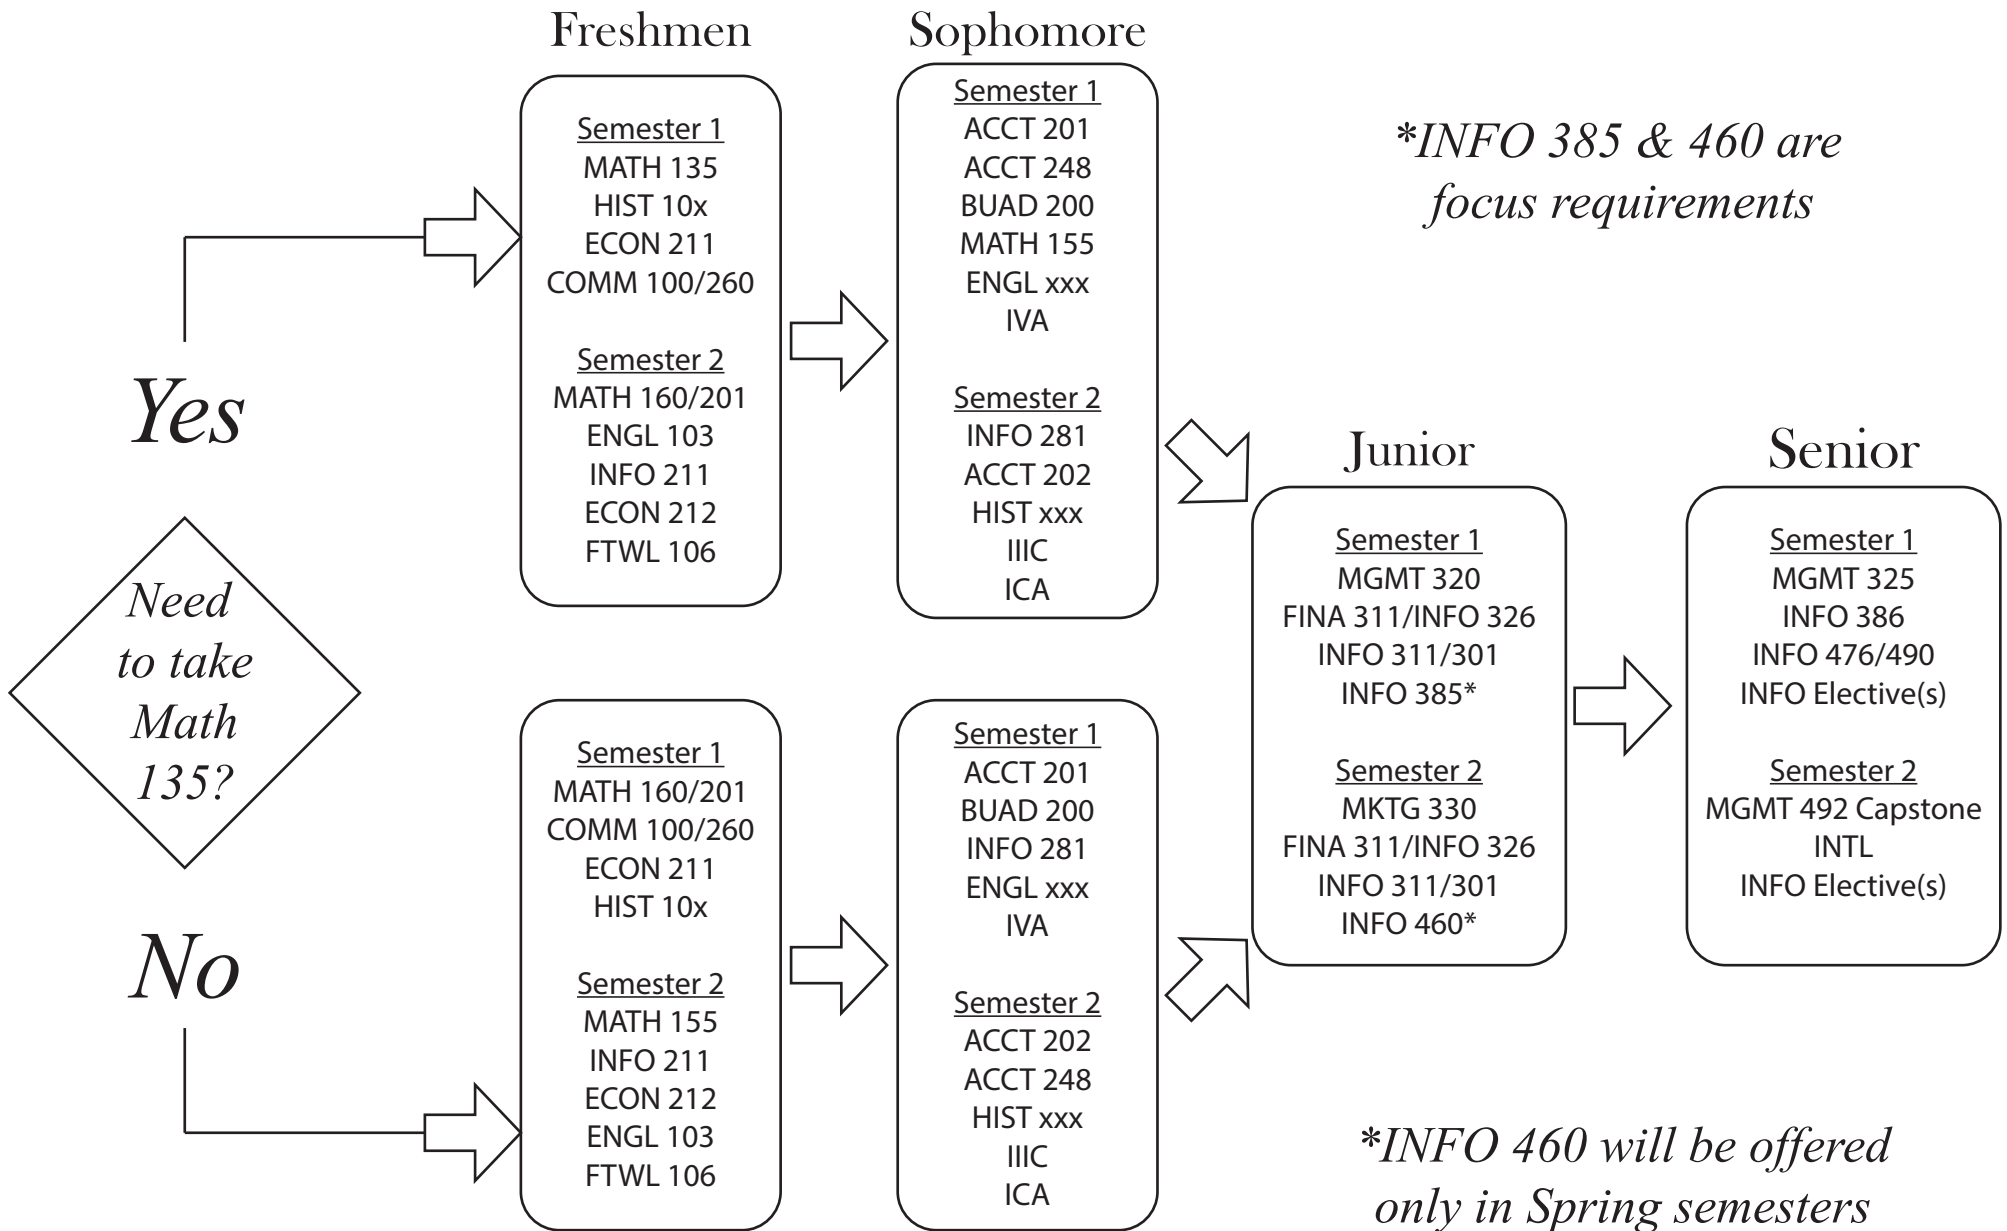 Freshmen
Semester 1
MATH 135
HIST 10x
ECON 211
COMM 100/260
Semester 2
MATH 160/201
ENGL 103
INFO 211
ECON 212
FTWL 106
Sophomore
Semester 1
ACCT 201
ACCT 248
BUAD 200
MATH 155
ENGL xxx
IVA
Semester 2
INFO 281
ACCT 202
HIST xxx
IIIC
ICA
*INFO 385 & 460 are
focus requirements
Yes
Need
to take
Math
135?
No
Semester 1
MATH 160/201
COMM 100/260
ECON 211
HIST 10x
Semester 2
MATH 155
INFO 211
ECON 212
ENGL 103
FTWL 106
Semester 1
ACCT 201
BUAD 200
INFO 281
ENGL xxx
IVA
Semester 2
ACCT 202
ACCT 248
HIST xxx
IIIC
ICA
Junior
Semester 1
MGMT 320
FINA 311/INFO 326
INFO 311/301
INFO 385*
Semester 2
MKTG 330
FINA 311/INFO 326
INFO 311/301
INFO 460*
Senior
Semester 1
MGMT 325
INFO 386
INFO 476/490
INFO Elective(s)
Semester 2
MGMT 492 Capstone
INTL
INFO Elective(s)
*INFO 460 will be offered
only in Spring semesters